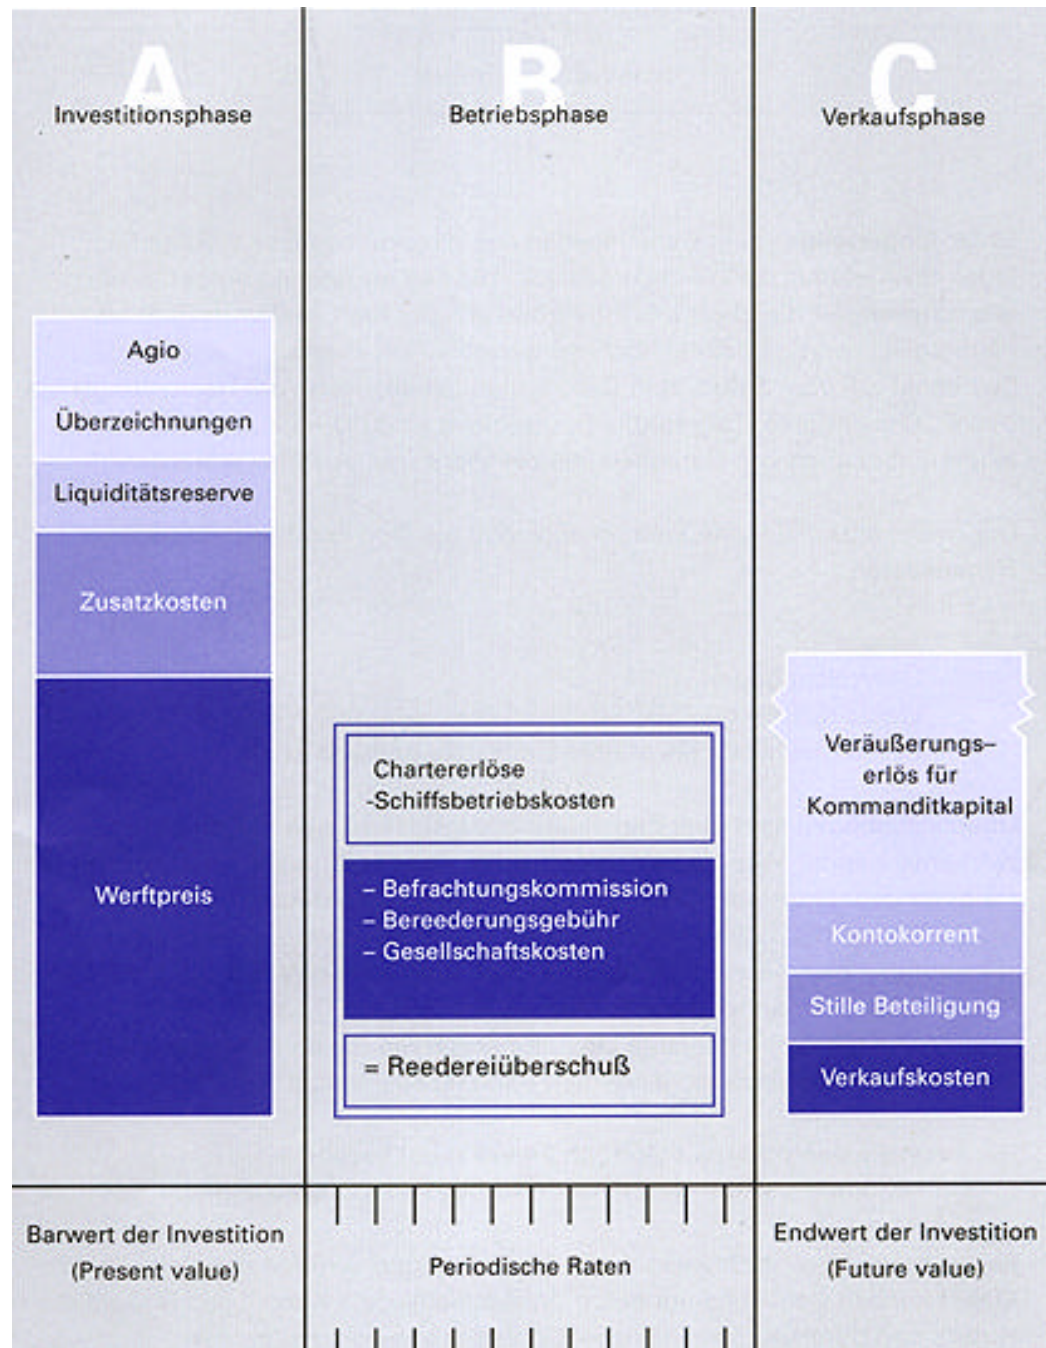 A
Investitionsphase
Agio
Überzeichnungen
Liquiditätsreserve
Zusatzkosten
Werftpreis
Barwert der Investition
(Present value)
B
Betriebsphase
Chartererlöse
-Schiffsbetriebskosten
– Befrachtungskommission
– Bereederungsgebühr
– Gesellschaftskosten
= Reedereiüberschuß
Periodische Raten
C
Verkaufsphase
Veräußerungs–
erlös für
Kommanditkapital
Kontokorrent
Stille Beteiligung
Verkaufskosten
Endwert der Investition
(Future value)